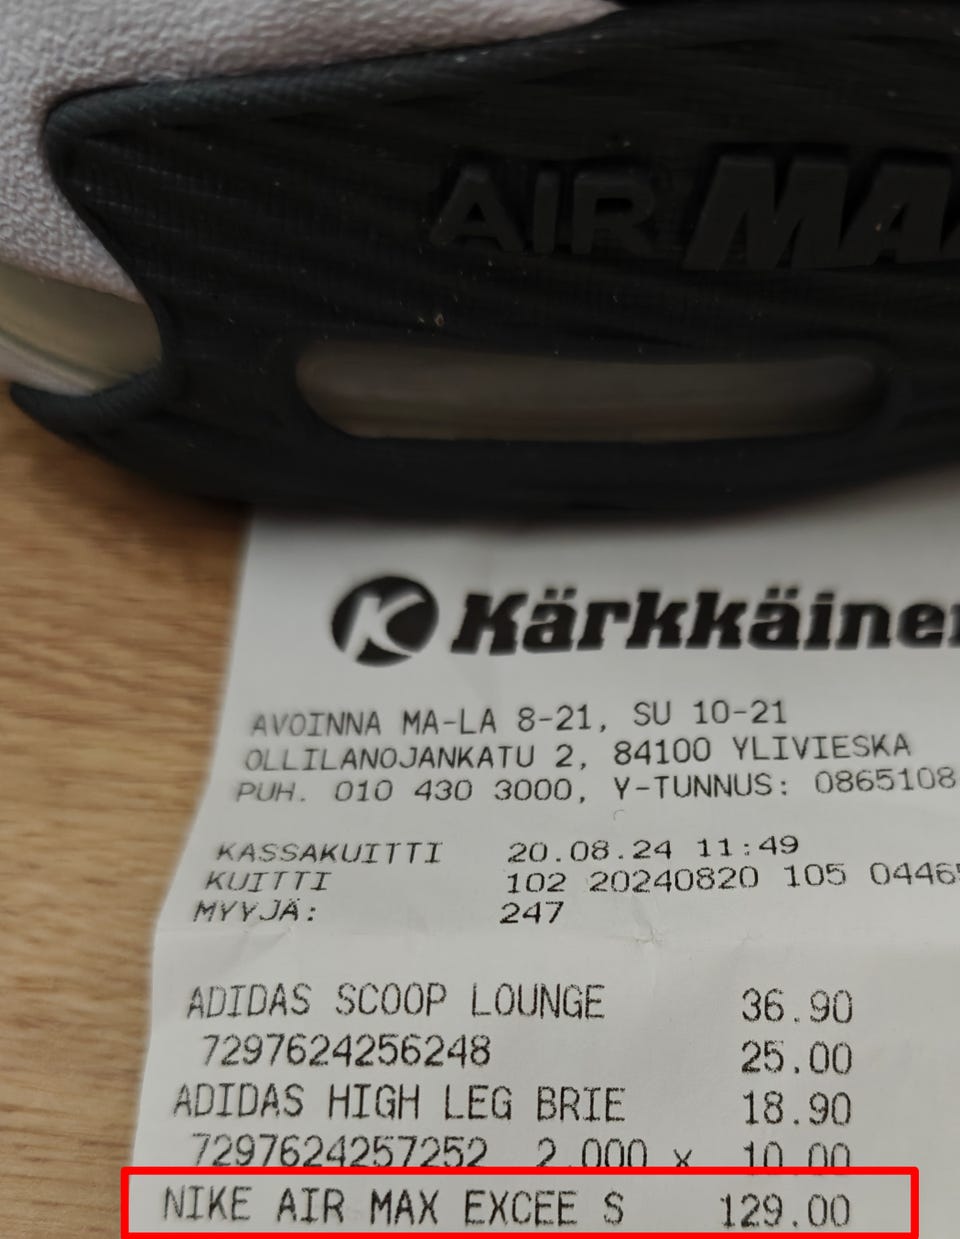 AIR MA
Kärkkäine
AVOINNA MA-LA 8-21, SU 10-21
OLLILANOJANKATU 2, 84100 YLIVIESKA
PUH. 010 430 3000, Y-TUNNUS: 0865108
KASSAKUITTI 20.08.24 11:49
KUITTI 102 20240820 105 0446
MYYJÄ: 247
ADIDAS SCOOP LOUNGE 36.90
7297624256248 25.00
ADIDAS HIGH LEG BRIE 18.90
7297624257252 2.000 x 10.00
NIKE AIR MAX EXCEE S 129.00